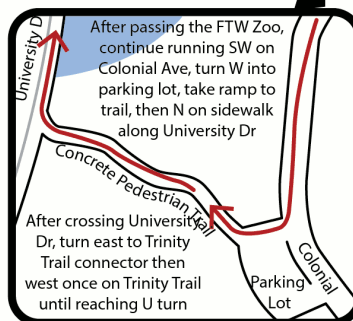 After passing the FTW Zoo,
continue running SW on
Colonial Ave, turn W into
parking lot, take ramp to
trail, then N on sidewalk
along University Dr
University D
Concrete Pedestrian Trail
After crossing University
Dr, turn east to Trinity
Trail connector then
west once on Trinity Trail
until reaching U turn
Parking
Lot
Colonial